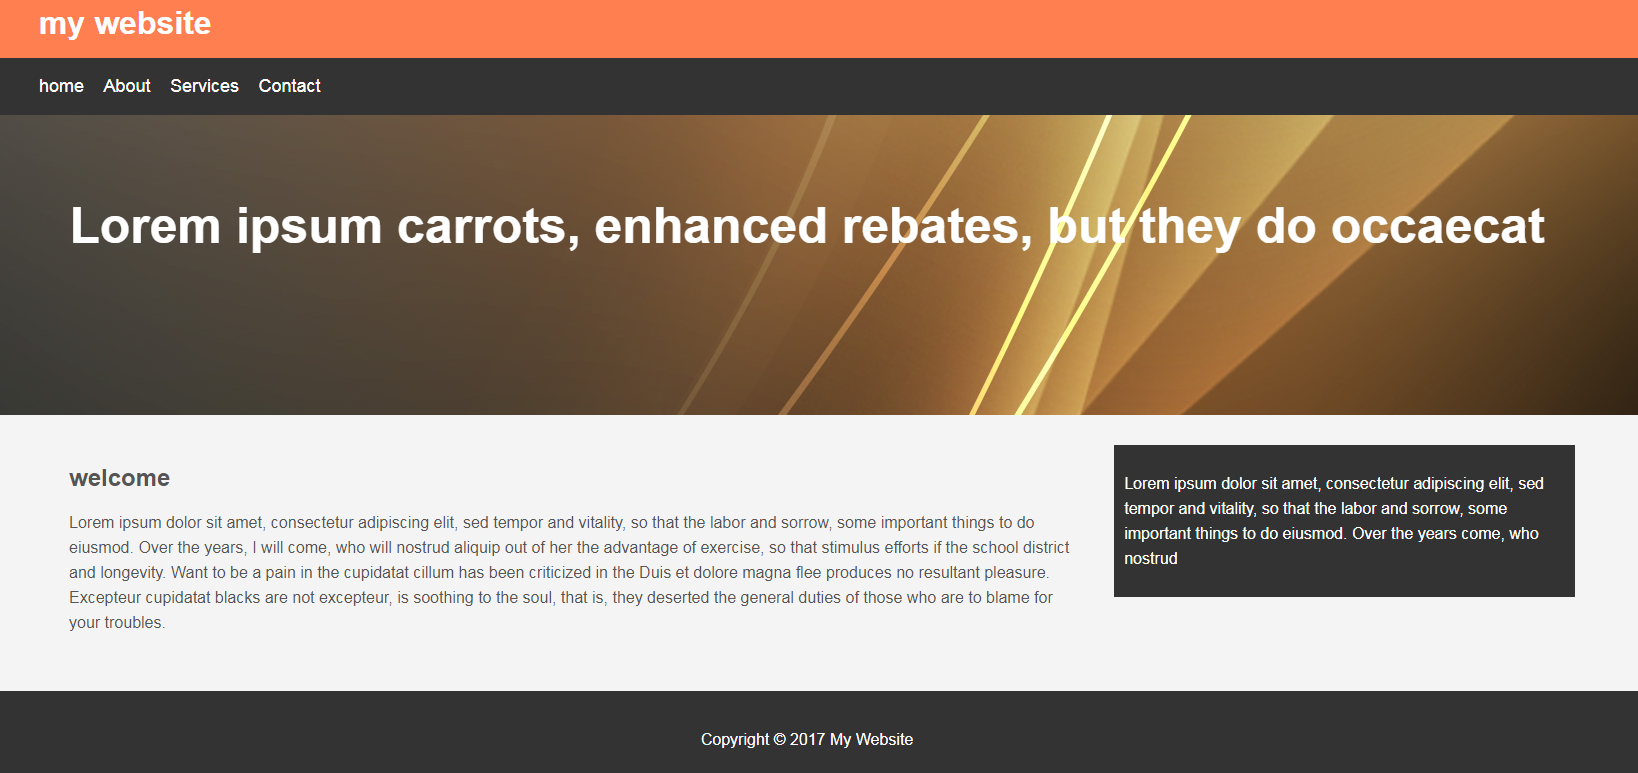 my website
home About Services Contact
Lorem ipsum carrots, enhanced rebates, but they do occaecat
welcome
Lorem ipsum dolor sit amet, consectetur adipiscing elit, sed tempor and vitality, so that the labor and sorrow, some important things to do
eiusmod. Over the years, I will come, who will nostrud aliquip out of her the advantage of exercise, so that stimulus efforts if the school district
and longevity. Want to be a pain in the cupidatat cillum has been criticized in the Duis et dolore magna flee produces no resultant pleasure.
Excepteur cupidatat blacks are not excepteur, is soothing to the soul, that is, they deserted the general duties of those who are to blame for
your troubles.
Lorem ipsum dolor sit amet, consectetur adipiscing elit, sed
tempor and vitality, so that the labor and sorrow, some
important things to do eiusmod. Over the years come, who
nostrud
Copyright © 2017 My Website